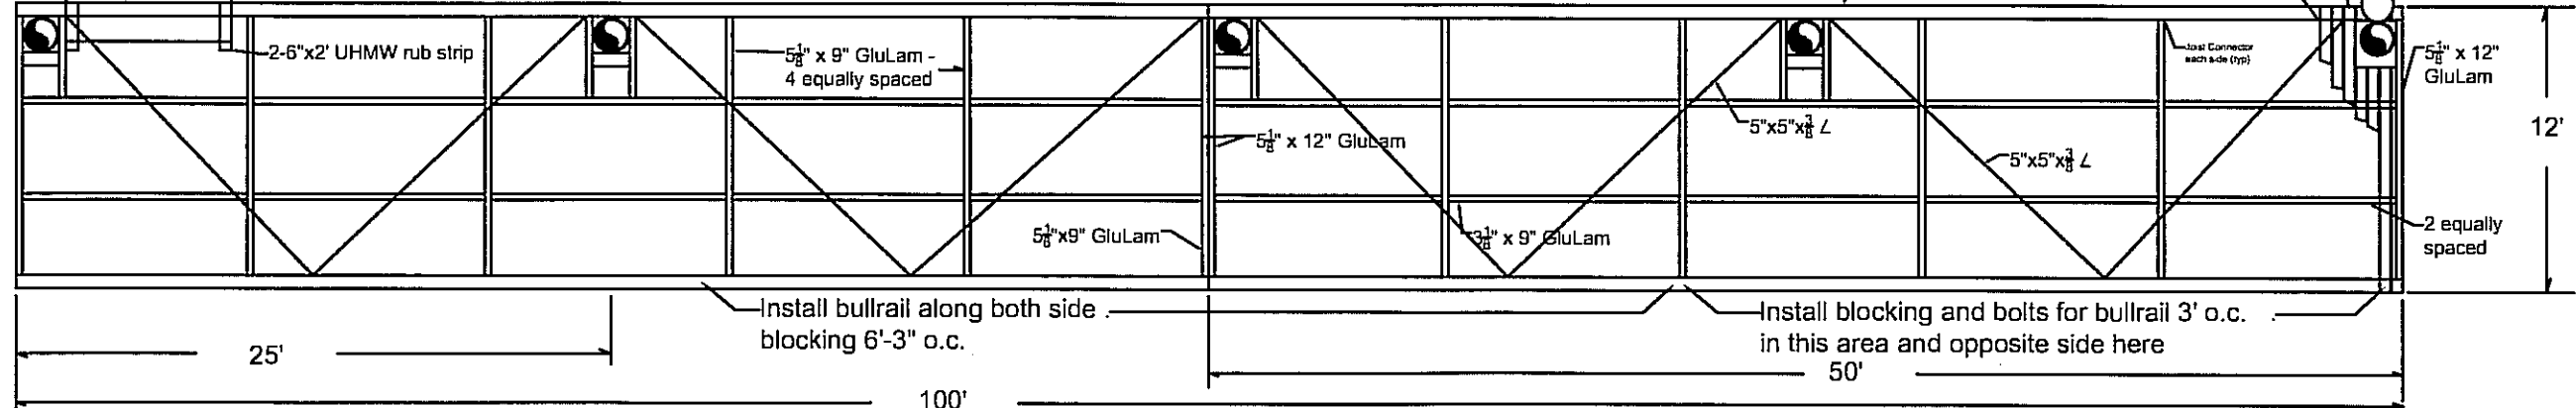 2-6"x2' UHMW rub strip
5⅛" x 9" GluLam -
4 equally spaced
Joist Connector
each side (typ)
5⅛" x 12"
GluLam
12'
5⅛" x 12" GluLam
5"x5"x⅜ ∠
5"x5"x⅜ ∠
5⅛"x9" GluLam
3⅛" x 9" GluLam
2 equally
spaced
Install bullrail along both side
blocking 6'-3" o.c.
Install blocking and bolts for bullrail 3' o.c.
in this area and opposite side here
25'
50'
100'